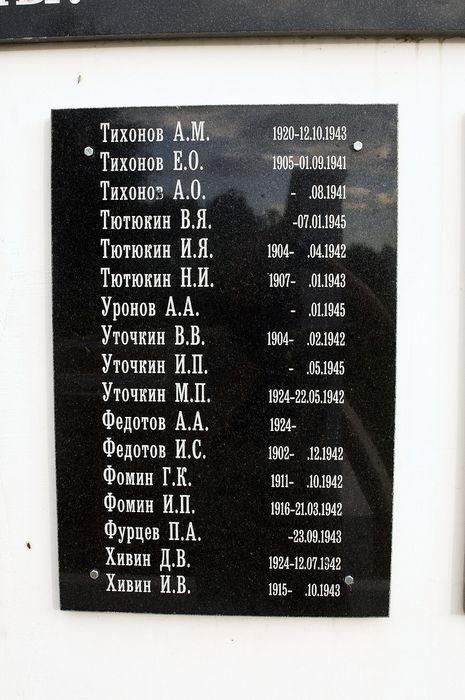 Тихонов А.М. 1920-12.10.1943
Тихонов Е.О. 1905-01.09.1941
Тихонов А.О. - .08.1941
Тютюкин В.Я. -07.01.1945
Тютюкин И.Я. 1904- .04.1942
Тютюкин Н.И. 1907- .01.1943
Уронов А.А. - .01.1945
Уточкин В.В. 1904- .02.1942
Уточкин И.П. - .05.1945
Уточкин М.П. 1924-22.05.1942
Федотов А.А. 1924-
Федотов И.С. 1902- .12.1942
Фомин Г.К. 1911- .10.1942
Фомин И.П. 1916-21.03.1942
Фурцев П.А. -23.09.1943
Хивин Д.В. 1924-12.07.1942
Хивин И.В. 1915- .10.1943